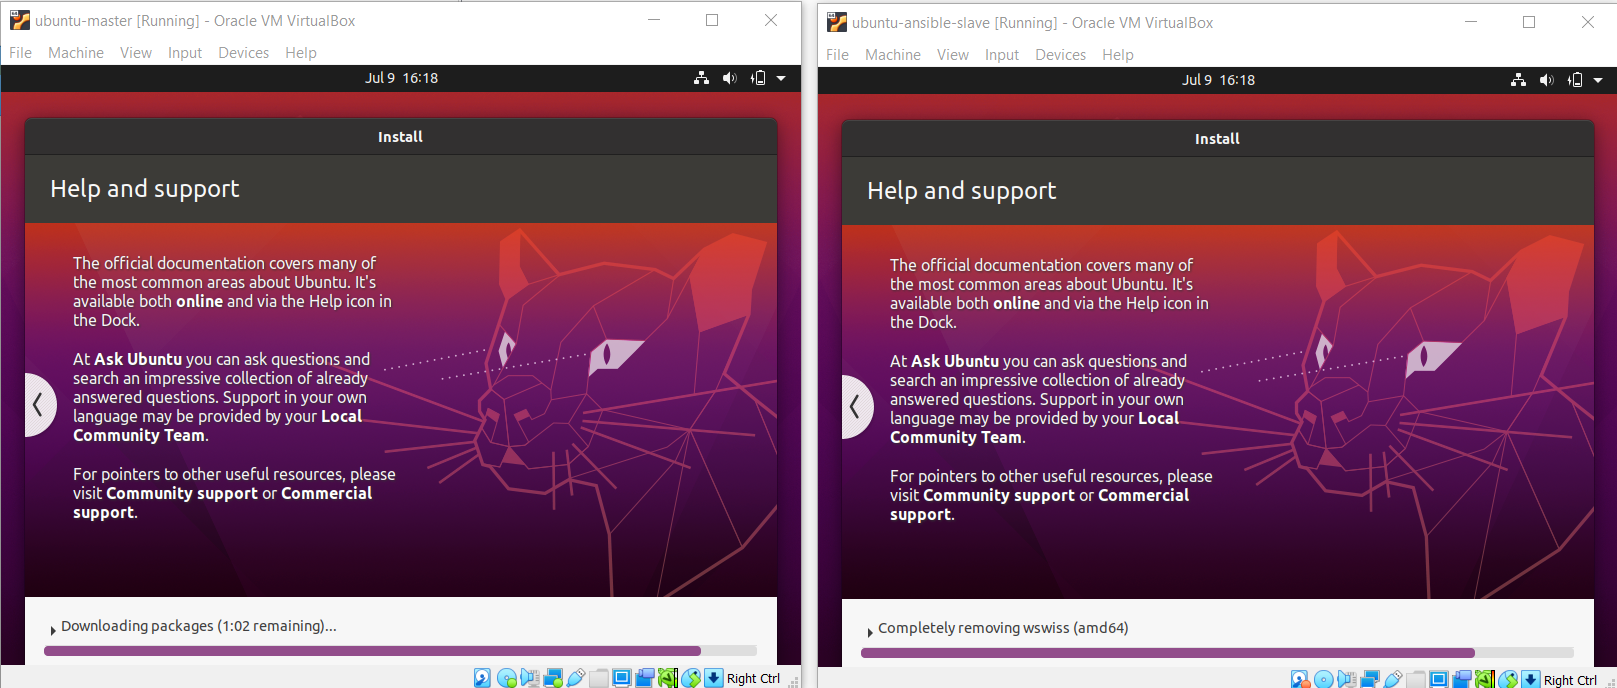 ubuntu-master [Running] - Oracle VM VirtualBox
File Machine View Input Devices Help
Jul 9 16:18
Install
Help and support
The official documentation covers many of
the most common areas about Ubuntu. It's
available both online and via the Help icon in
the Dock.
At Ask Ubuntu you can ask questions and
search an impressive collection of already
answered questions. Support in your own
language may be provided by your Local
Community Team.
For pointers to other useful resources, please
visit Community support or Commercial
support.
Downloading packages (1:02 remaining)...
Right Ctrl
ubuntu-ansible-slave [Running] - Oracle VM VirtualBox
File Machine View Input Devices Help
Jul 9 16:18
Install
Help and support
The official documentation covers many of
the most common areas about Ubuntu. It's
available both online and via the Help icon in
the Dock.
At Ask Ubuntu you can ask questions and
search an impressive collection of already
answered questions. Support in your own
language may be provided by your Local
Community Team.
For pointers to other useful resources, please
visit Community support or Commercial
support.
Completely removing wswiss (amd64)
Right Ctrl